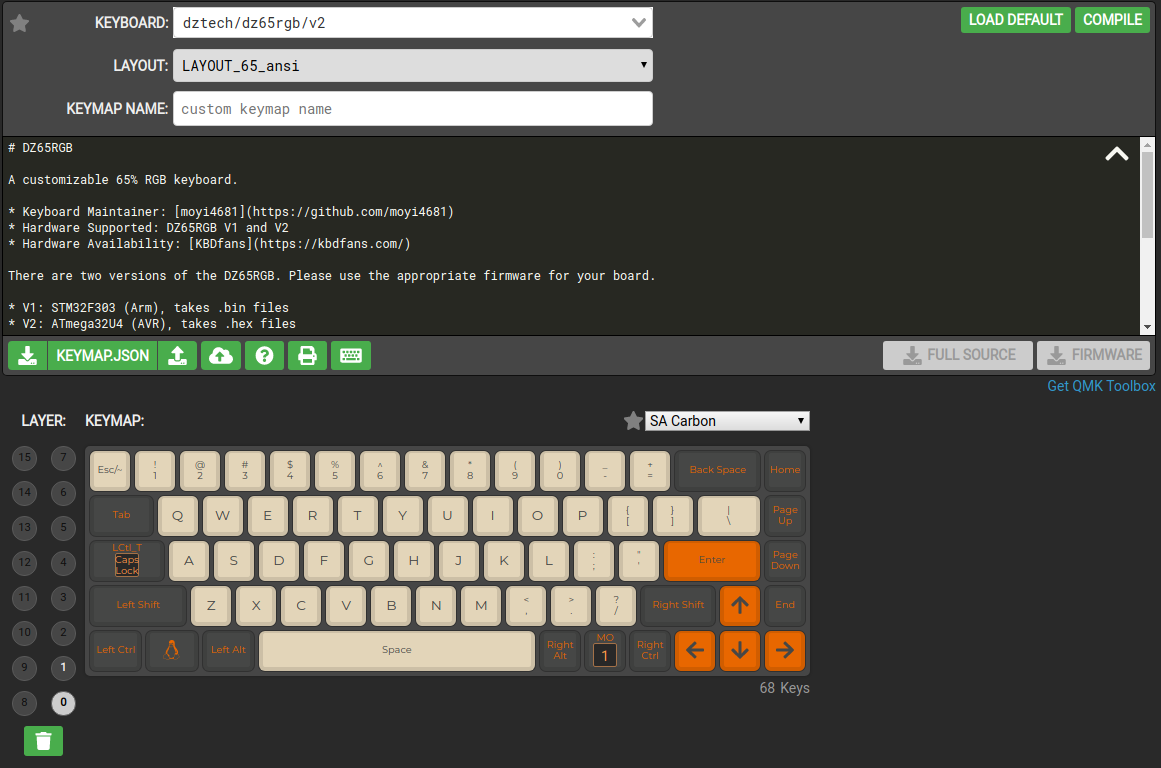 KEYBOARD: dztech/dz65rgb/v2 LOAD DEFAULT COMPILE
LAYOUT: LAYOUT_65_ansi
KEYMAP NAME: custom keymap name
# DZ65RGB
A customizable 65% RGB keyboard.
* Keyboard Maintainer: [moyi4681](https://github.com/moyi4681)
* Hardware Supported: DZ65RGB V1 and V2
* Hardware Availability: [KBDfans](https://kbdfans.com/)
There are two versions of the DZ65RGB. Please use the appropriate firmware for your board.
* V1: STM32F303 (Arm), takes .bin files
* V2: ATmega32U4 (AVR), takes .hex files
KEYMAP.JSON ? FULL SOURCE FIRMWARE
Get QMK Toolbox
LAYER: KEYMAP: SA Carbon
15 7
14 6
13 5
12 4
11 3
10 2
9 1
8 0
Esc/~ ! 1 @ 2 # 3 $ 4 % 5 ^ 6 & 7 * 8 ( 9 ) 0 _ - + = Back Space Home
Tab Q W E R T Y U I O P { [ } ] | \ Page Up
LCtl_T Caps Lock A S D F G H J K L : ; " ' Enter Page Down
Left Shift Z X C V B N M < , > . ? / Right Shift End
Left Ctrl Left Alt Space Right Alt MO 1 Right Ctrl
68 Keys